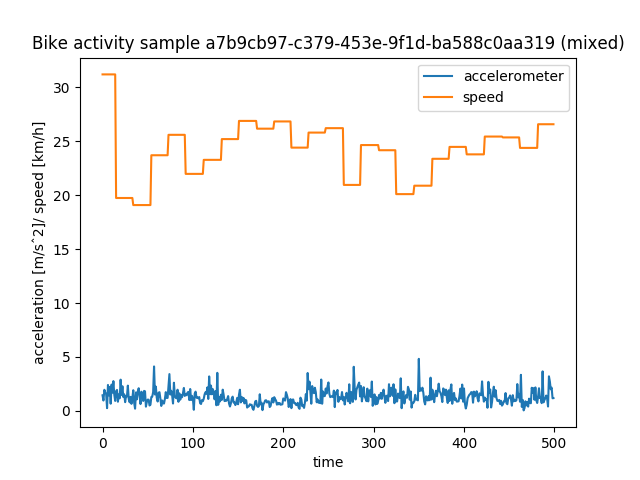 Bike activity sample a7b9cb97-c379-453e-9f1d-ba588c0aa319 (mixed)
accelerometer
speed
acceleration [m/sˆ2]/ speed [km/h]
30
25
20
15
10
5
0
0 100 200 300 400 500
time